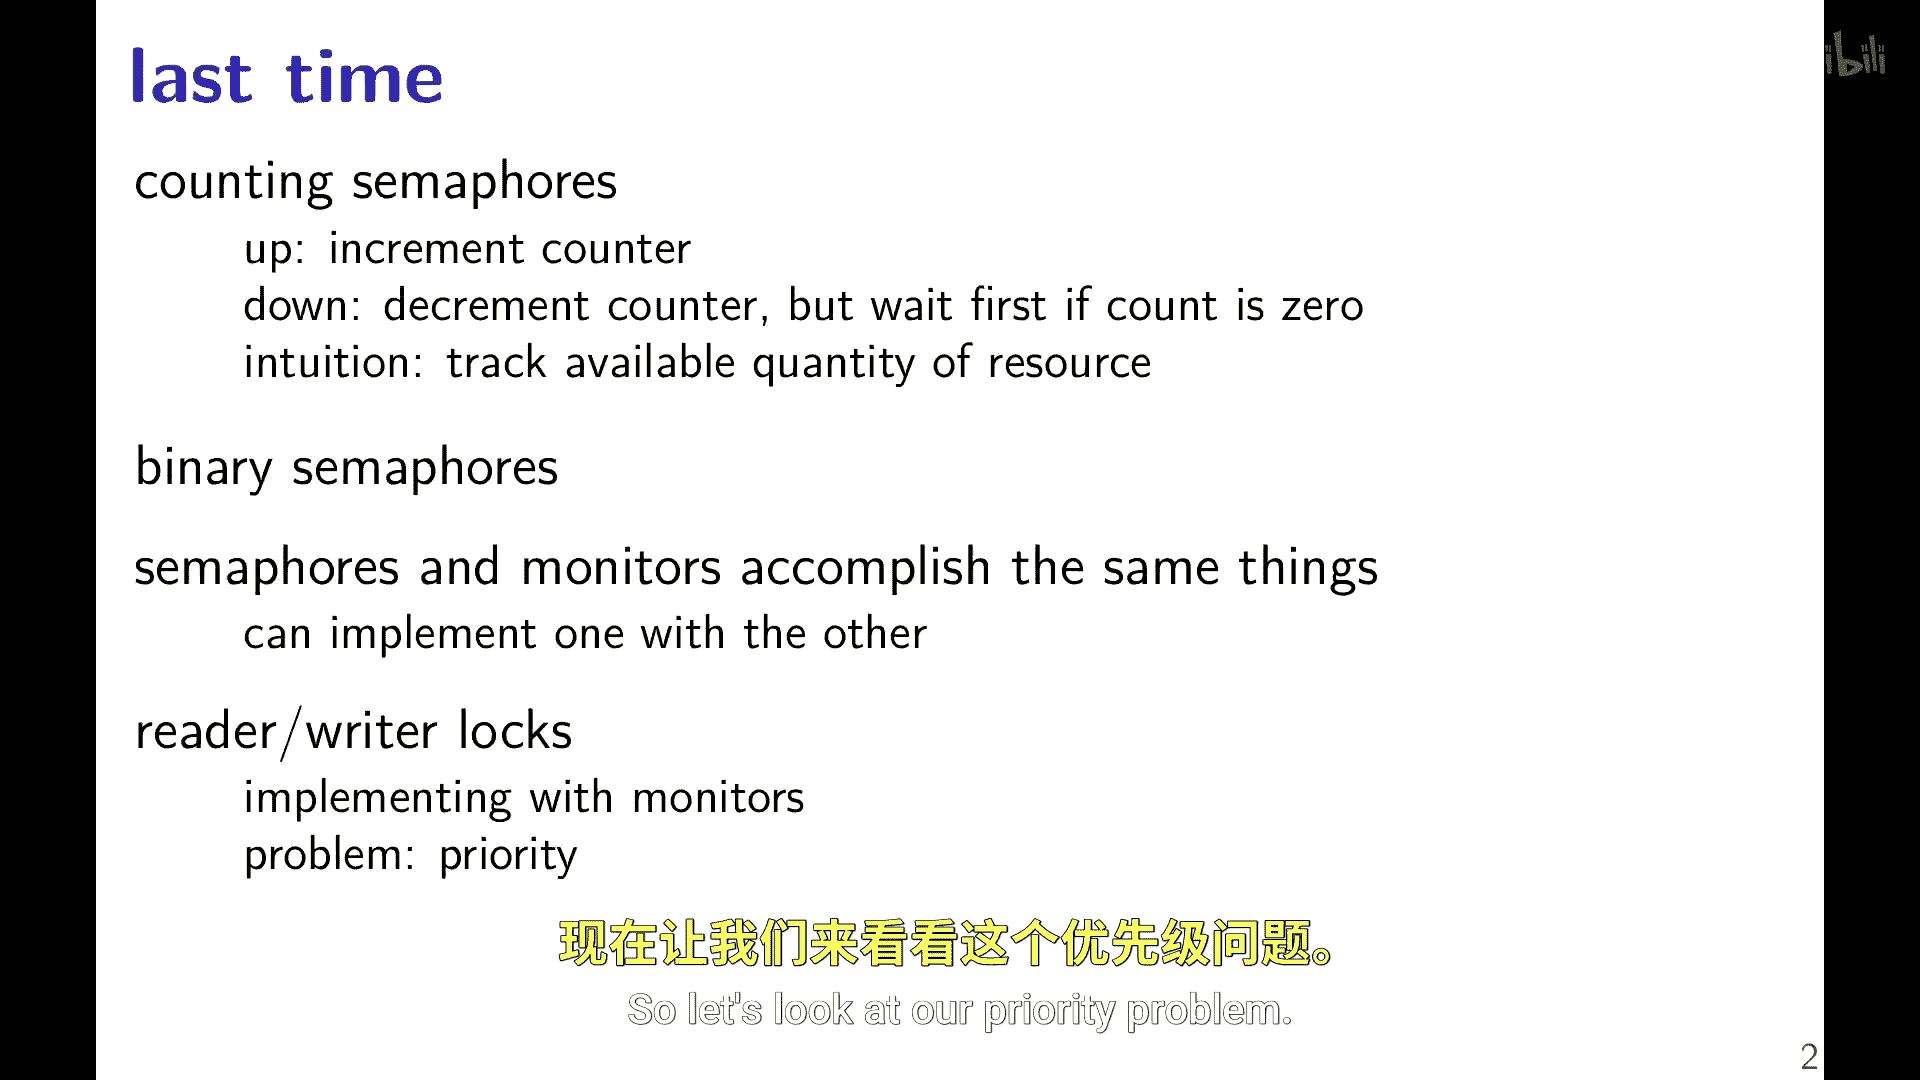 last time
counting semaphores
up: increment counter
down: decrement counter, but wait first if count is zero
intuition: track available quantity of resource
binary semaphores
semaphores and monitors accomplish the same things
can implement one with the other
reader/writer locks
implementing with monitors
problem: priority
现在让我们来看看这个优先级问题。
So let's look at our priority problem.
2